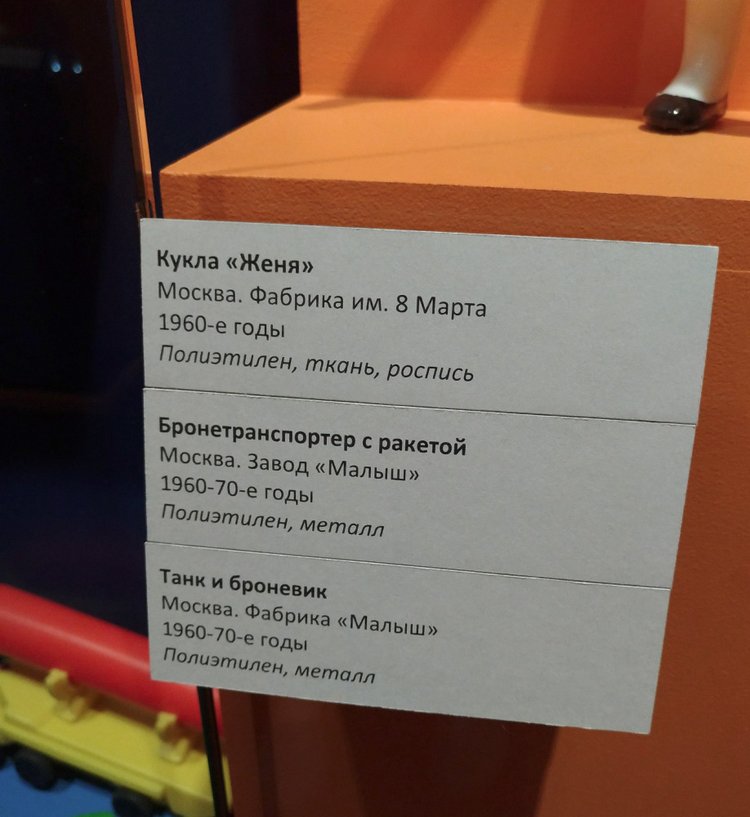 Кукла «Женя»
Москва. Фабрика им. 8 Марта
1960-е годы
Полиэтилен, ткань, роспись
Бронетранспортер с ракетой
Москва. Завод «Малыш»
1960-70-е годы
Полиэтилен, металл
Танк и броневик
Москва. Фабрика «Малыш»
1960-70-е годы
Полиэтилен, металл